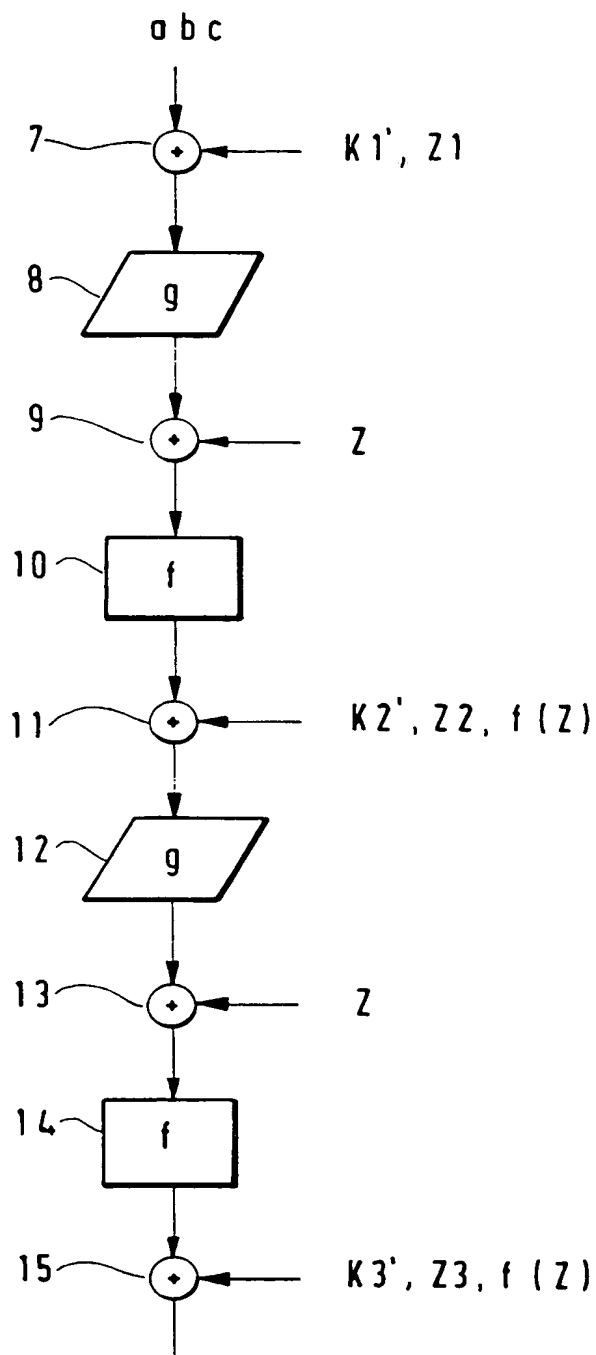 a b c
7
K1', Z1
8
g
9
Z
10
f
11
K2', Z2, f(Z)
12
g
13
Z
14
f
15
K3', Z3, f(Z)